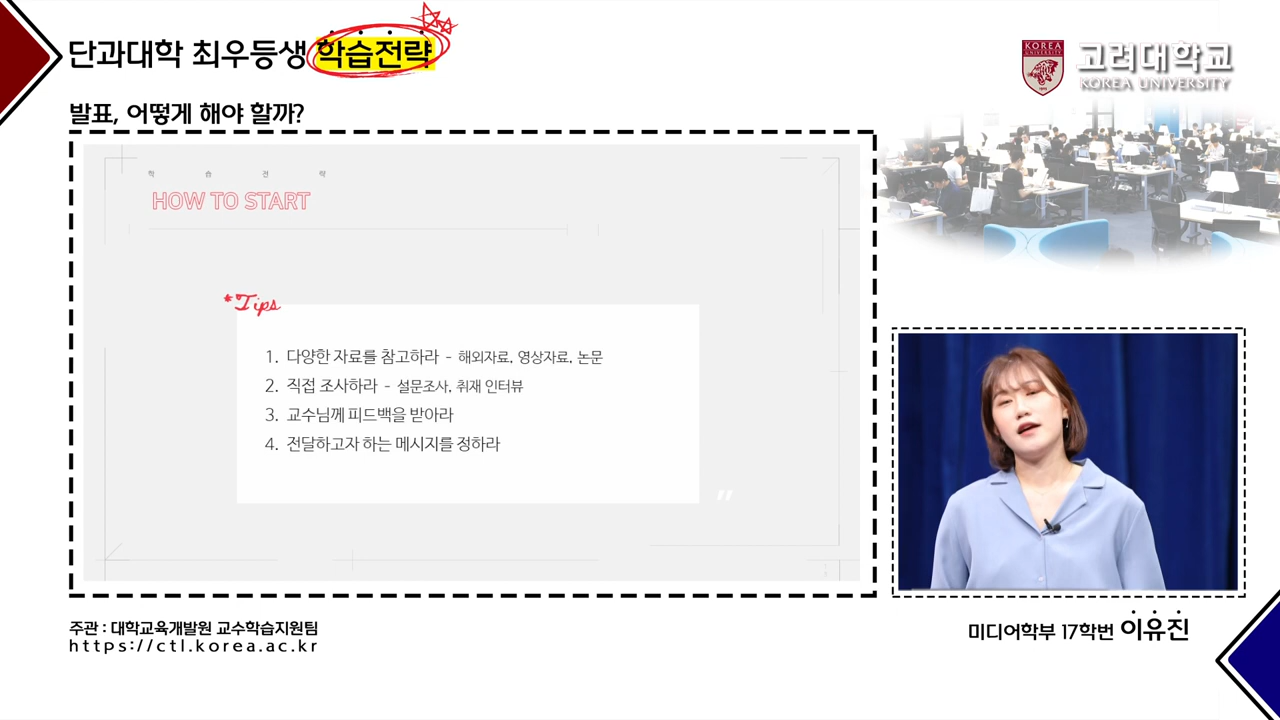 단과대학 최우등생 학습전략
KOREA
UNIVERSITY
고려대학교
KOREA UNIVERSITY
발표, 어떻게 해야 할까?
학 습 전 략
HOW TO START
*Tips
1. 다양한 자료를 참고하라 - 해외자료, 영상자료, 논문
2. 직접 조사하라 - 설문조사, 취재 인터뷰
3. 교수님께 피드백을 받아라
4. 전달하고자 하는 메시지를 정하라
"
주관 : 대학교육개발원 교수학습지원팀
https://ctl.korea.ac.kr
미디어학부 17학번 이유진